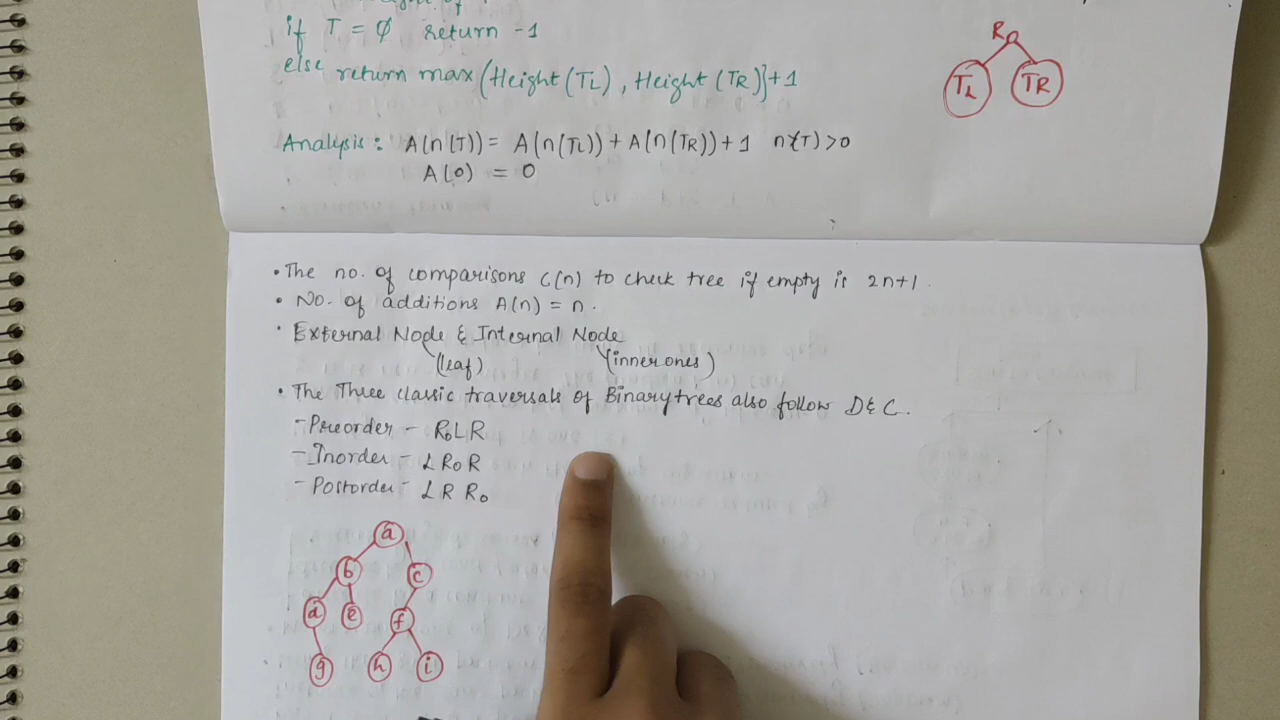 if T = ∅ return -1
else return max(Height(TL), Height(TR)]+1
Ro
TL TR
Analysis: A(n(T)) = A(n(TL)) + A(n(TR)) + 1 n(T) > 0
A(0) = 0
• The no. of comparisons C(n) to check tree if empty is 2n+1.
• No. of additions A(n) = n.
• External Node & Internal Node
(leaf) (inner ones)
• The Three classic traversals of Binary trees also follow D&C.
- Preorder - RoLR
- Inorder - LRoR
- Postorder - LRRo
a
b c
d e f
g h i